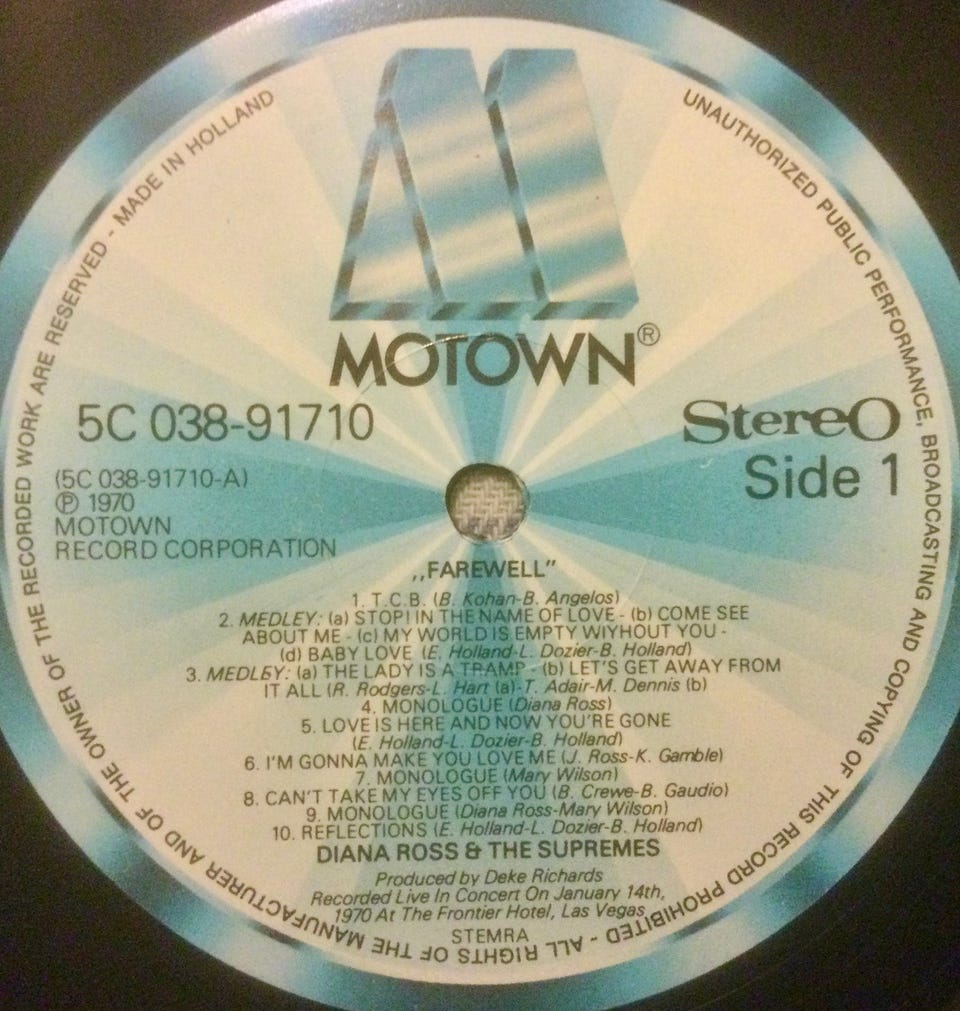 MOTOWN®
5C 038-91710
Stereo
Side 1
(5C 038-91710-A)
℗ 1970
MOTOWN
RECORD CORPORATION
,,FAREWELL"
1. T.C.B. (B. Kohan-B. Angelos)
2. MEDLEY: (a) STOP! IN THE NAME OF LOVE - (b) COME SEE
ABOUT ME - (c) MY WORLD IS EMPTY WIYHOUT YOU -
(d) BABY LOVE (E. Holland-L. Dozier-B. Holland)
3. MEDLEY: (a) THE LADY IS A TRAMP - (b) LET'S GET AWAY FROM
IT ALL (R. Rodgers-L. Hart (a)-T. Adair-M. Dennis (b)
4. MONOLOGUE (Diana Ross)
5. LOVE IS HERE AND NOW YOU'RE GONE
(E. Holland-L. Dozier-B. Holland)
6. I'M GONNA MAKE YOU LOVE ME (J. Ross-K. Gamble)
7. MONOLOGUE (Mary Wilson)
8. CAN'T TAKE MY EYES OFF YOU (B. Crewe-B. Gaudio)
9. MONOLOGUE (Diana Ross-Mary Wilson)
10. REFLECTIONS (E. Holland-L. Dozier-B. Holland)
DIANA ROSS & THE SUPREMES
Produced by Deke Richards
Recorded Live In Concert On January 14th,
1970 At The Frontier Hotel, Las Vegas
STEMRA
UNAUTHORIZED PUBLIC PERFORMANCE, BROADCASTING AND COPYING OF THIS RECORD PROHIBITED - ALL RIGHTS OF THE MANUFACTURER AND OF THE OWNER OF THE RECORDED WORK ARE RESERVED - MADE IN HOLLAND